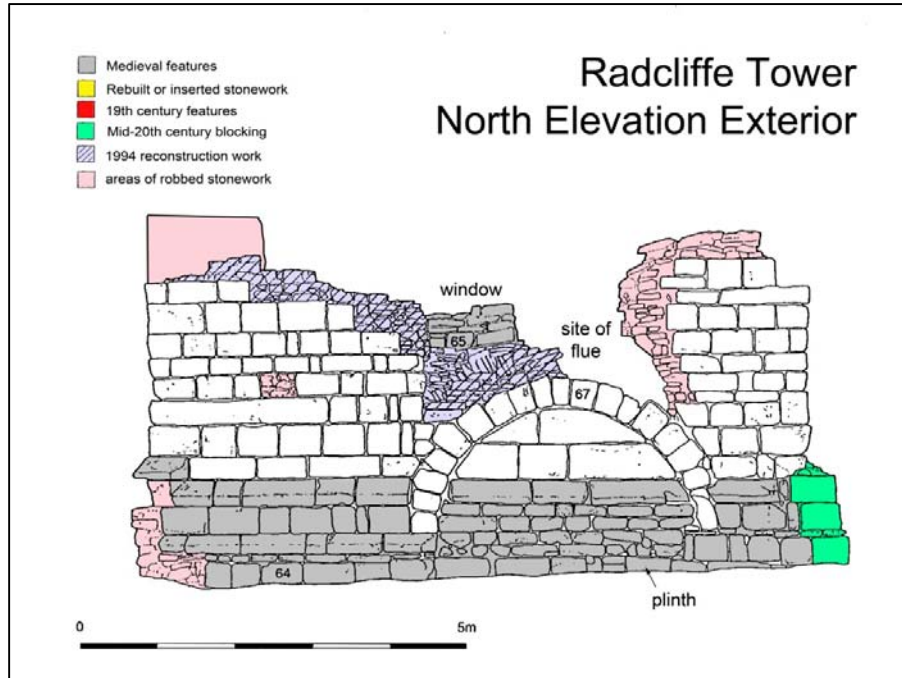 Radcliffe Tower
North Elevation Exterior
Medieval features
Rebuilt or inserted stonework
19th century features
Mid-20th century blocking
1994 reconstruction work
areas of robbed stonework
window
65
site of
flue
67
64
plinth
0
5m